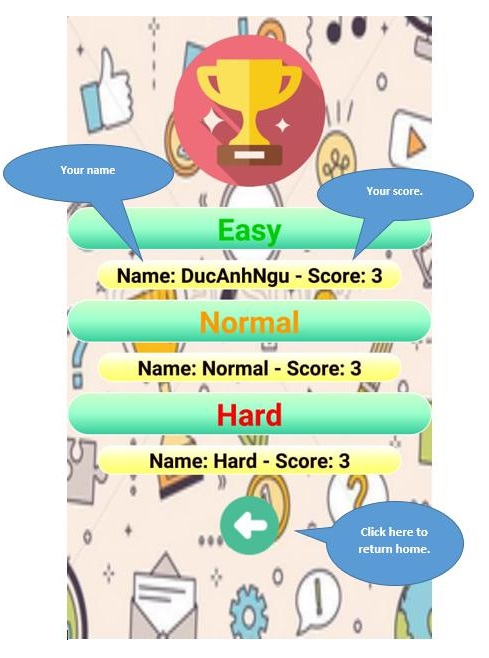 Your name
Your score.
Easy
Name: DucAnhNgu - Score: 3
Normal
Name: Normal - Score: 3
Hard
Name: Hard - Score: 3
Click here to
return home.